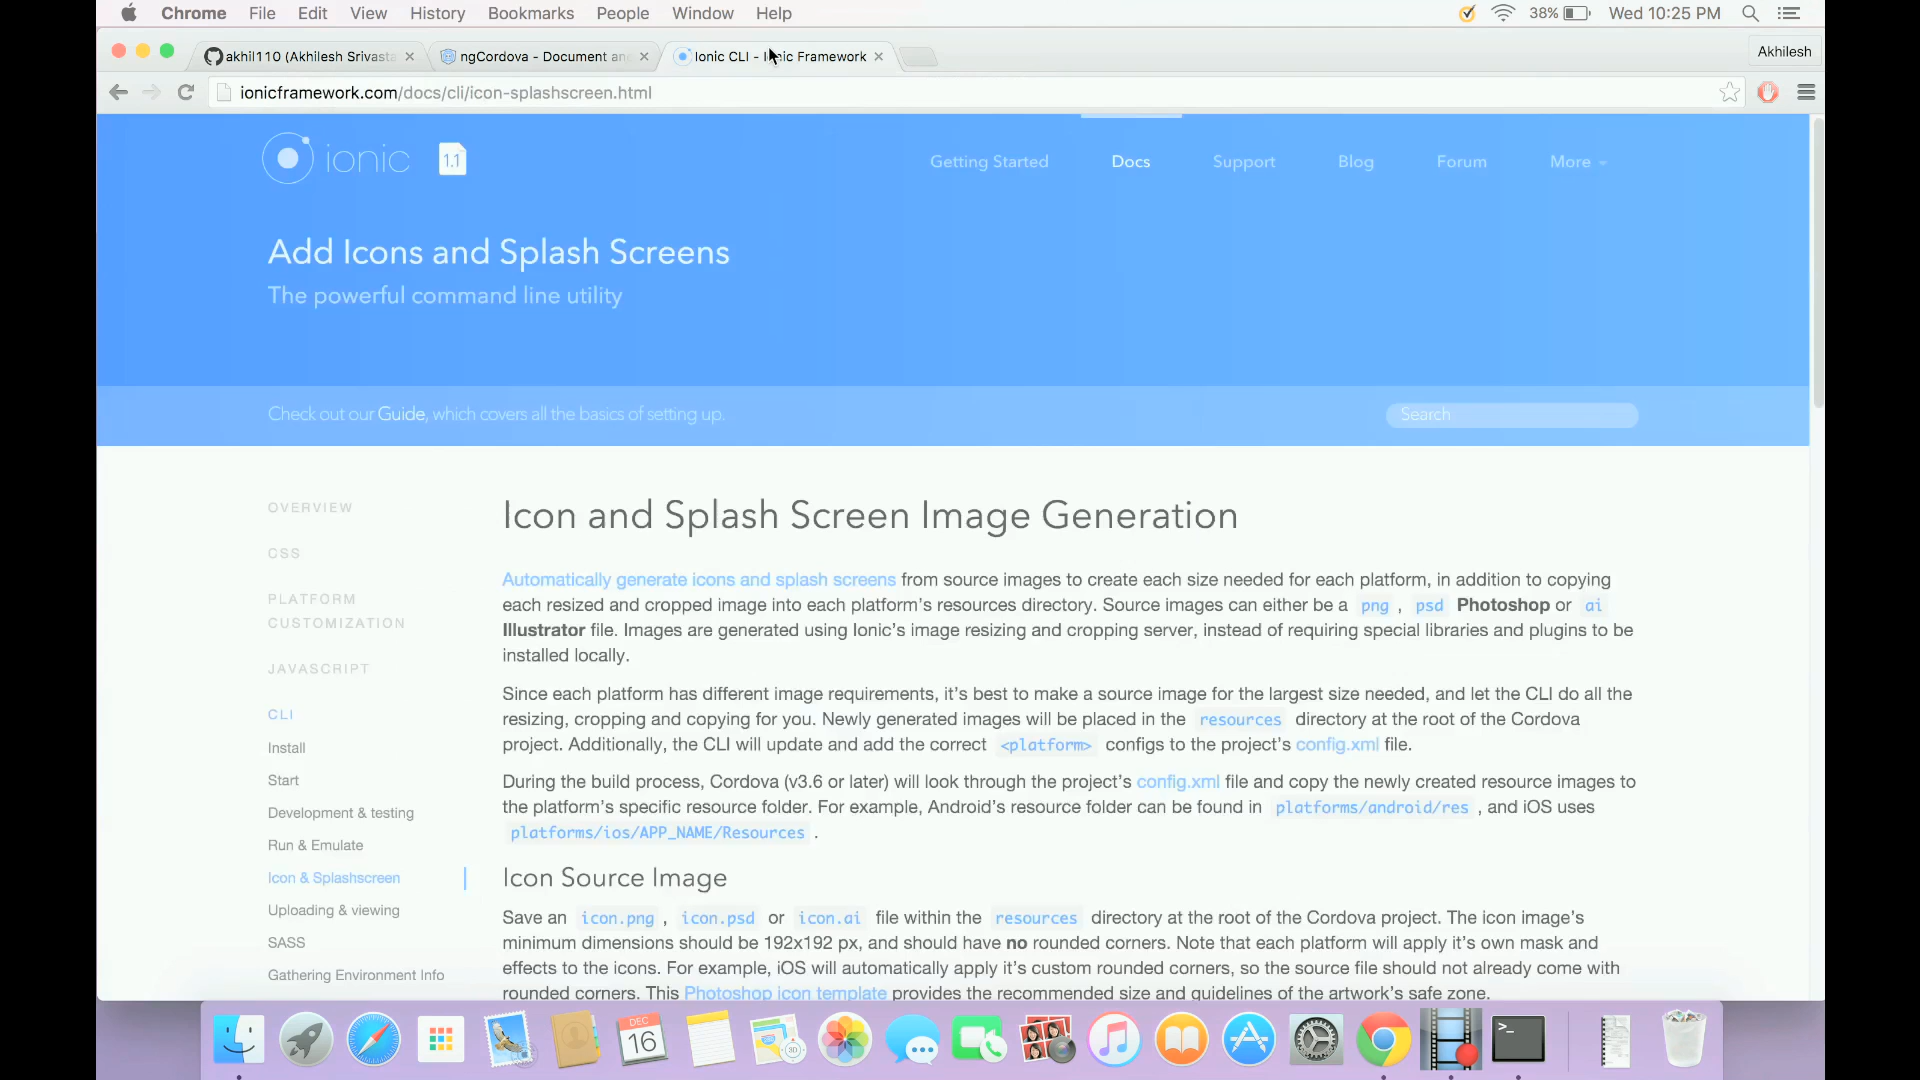 Chrome File Edit View History Bookmarks People Window Help 38% Wed 10:25 PM
akhil110 (Akhilesh Srivasta ngCordova - Document an Ionic CLI - Ionic Framework Akhilesh
ionicframework.com/docs/cli/icon-splashscreen.html
ionic 1.1 Getting Started Docs Support Blog Forum More
Add Icons and Splash Screens
The powerful command line utility
Check out our Guide, which covers all the basics of setting up. Search
OVERVIEW
CSS
PLATFORM
CUSTOMIZATION
JAVASCRIPT
CLI
Install
Start
Development & testing
Run & Emulate
Icon & Splashscreen
Uploading & viewing
SASS
Gathering Environment Info
Icon and Splash Screen Image Generation
Automatically generate icons and splash screens from source images to create each size needed for each platform, in addition to copying
each resized and cropped image into each platform's resources directory. Source images can either be a png , psd Photoshop or ai
Illustrator file. Images are generated using Ionic's image resizing and cropping server, instead of requiring special libraries and plugins to be
installed locally.
Since each platform has different image requirements, it's best to make a source image for the largest size needed, and let the CLI do all the
resizing, cropping and copying for you. Newly generated images will be placed in the resources directory at the root of the Cordova
project. Additionally, the CLI will update and add the correct <platform> configs to the project's config.xml file.
During the build process, Cordova (v3.6 or later) will look through the project's config.xml file and copy the newly created resource images to
the platform's specific resource folder. For example, Android's resource folder can be found in platforms/android/res , and iOS uses
platforms/ios/APP_NAME/Resources .
Icon Source Image
Save an icon.png , icon.psd or icon.ai file within the resources directory at the root of the Cordova project. The icon image's
minimum dimensions should be 192x192 px, and should have no rounded corners. Note that each platform will apply it's own mask and
effects to the icons. For example, iOS will automatically apply it's custom rounded corners, so the source file should not already come with
rounded corners. This Photoshop icon template provides the recommended size and guidelines of the artwork's safe zone.
DEC
16
3D
>_